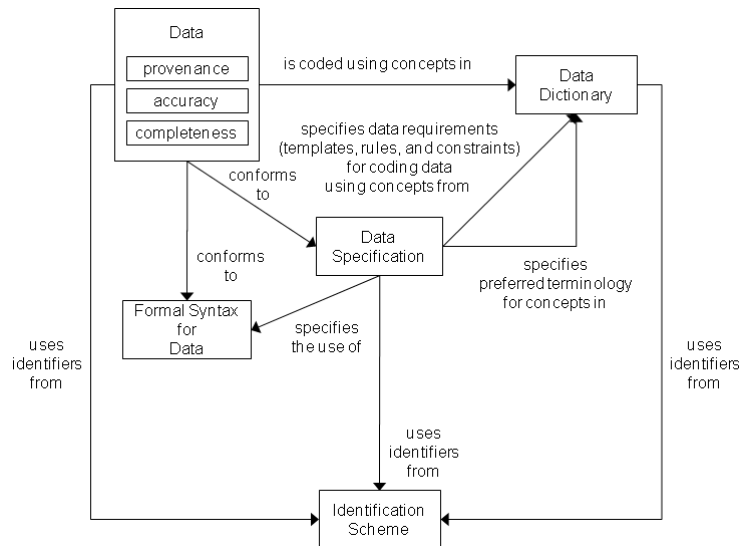 Data
provenance
accuracy
completeness
is coded using concepts in
Data
Dictionary
specifies data requirements
(templates, rules, and constraints)
for coding data
using concepts from
conforms
to
Data
Specification
conforms
to
specifies
preferred terminology
for concepts in
Formal Syntax
for
Data
specifies
the use of
uses
identifiers
from
uses
identifiers
from
uses
identifiers
from
Identification
Scheme